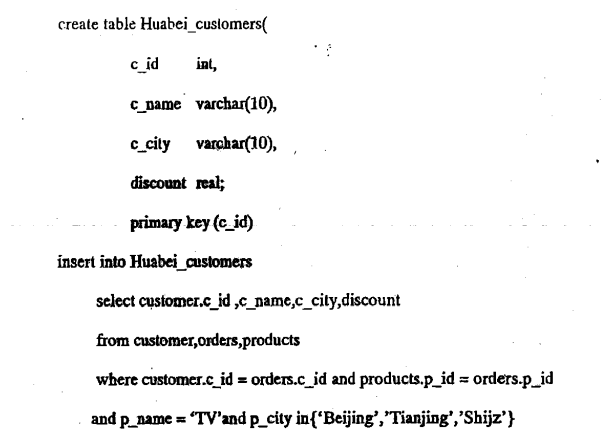 create table Huabei_customers(
c_id int,
c_name varchar(10),
c_city varchar(10),
discount real;
primary key (c_id)
insert into Huabei_customers
select customer.c_id ,c_name,c_city,discount
from customer,orders,products
where customer.c_id = orders.c_id and products.p_id = orders.p_id
and p_name = ‘TV’and p_city in{‘Beijing’,’Tianjing’,’Shijz’}